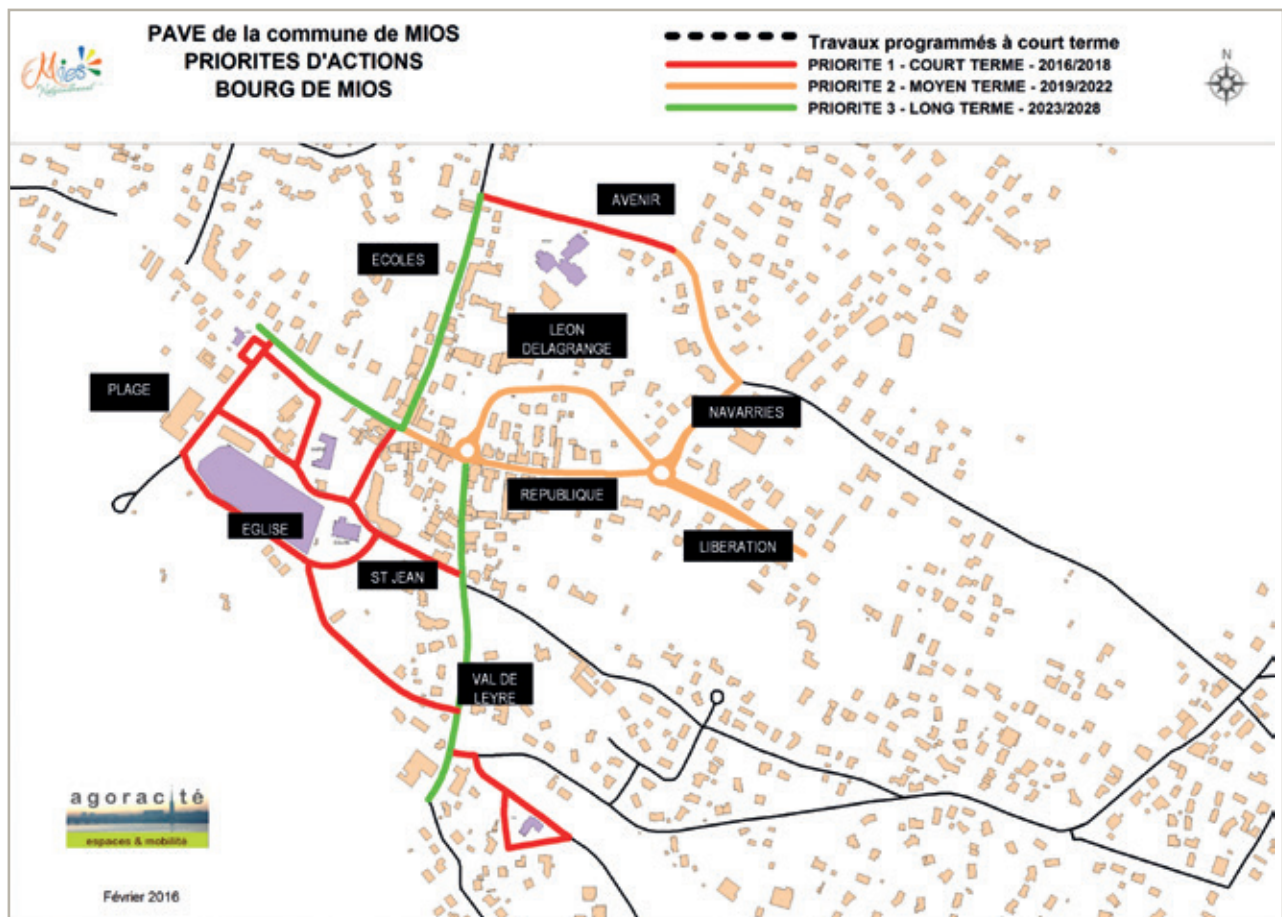 PAVE de la commune de MIOS
PRIORITES D'ACTIONS
BOURG DE MIOS
Mios
Travaux programmés à court terme
PRIORITE 1 - COURT TERME - 2016/2018
PRIORITE 2 - MOYEN TERME - 2019/2022
PRIORITE 3 - LONG TERME - 2023/2028
N
AVENIR
ECOLES
LEON
DELAGRANGE
PLAGE
NAVARRIES
REPUBLIQUE
EGLISE
LIBERATION
ST JEAN
VAL DE
LEYRE
agoracité
espaces & mobilité
Février 2016